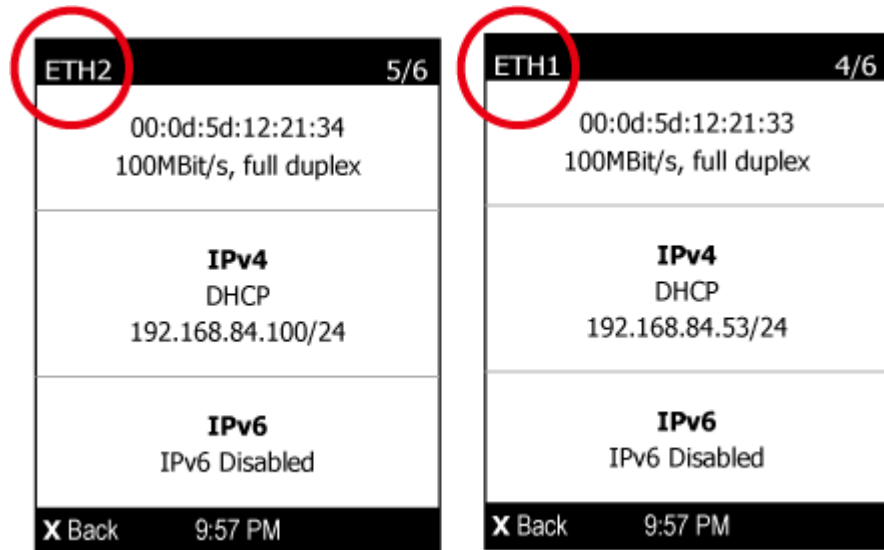 ETH2 5/6
00:0d:5d:12:21:34
100MBit/s, full duplex
IPv4
DHCP
192.168.84.100/24
IPv6
IPv6 Disabled
X Back 9:57 PM
ETH1 4/6
00:0d:5d:12:21:33
100MBit/s, full duplex
IPv4
DHCP
192.168.84.53/24
IPv6
IPv6 Disabled
X Back 9:57 PM